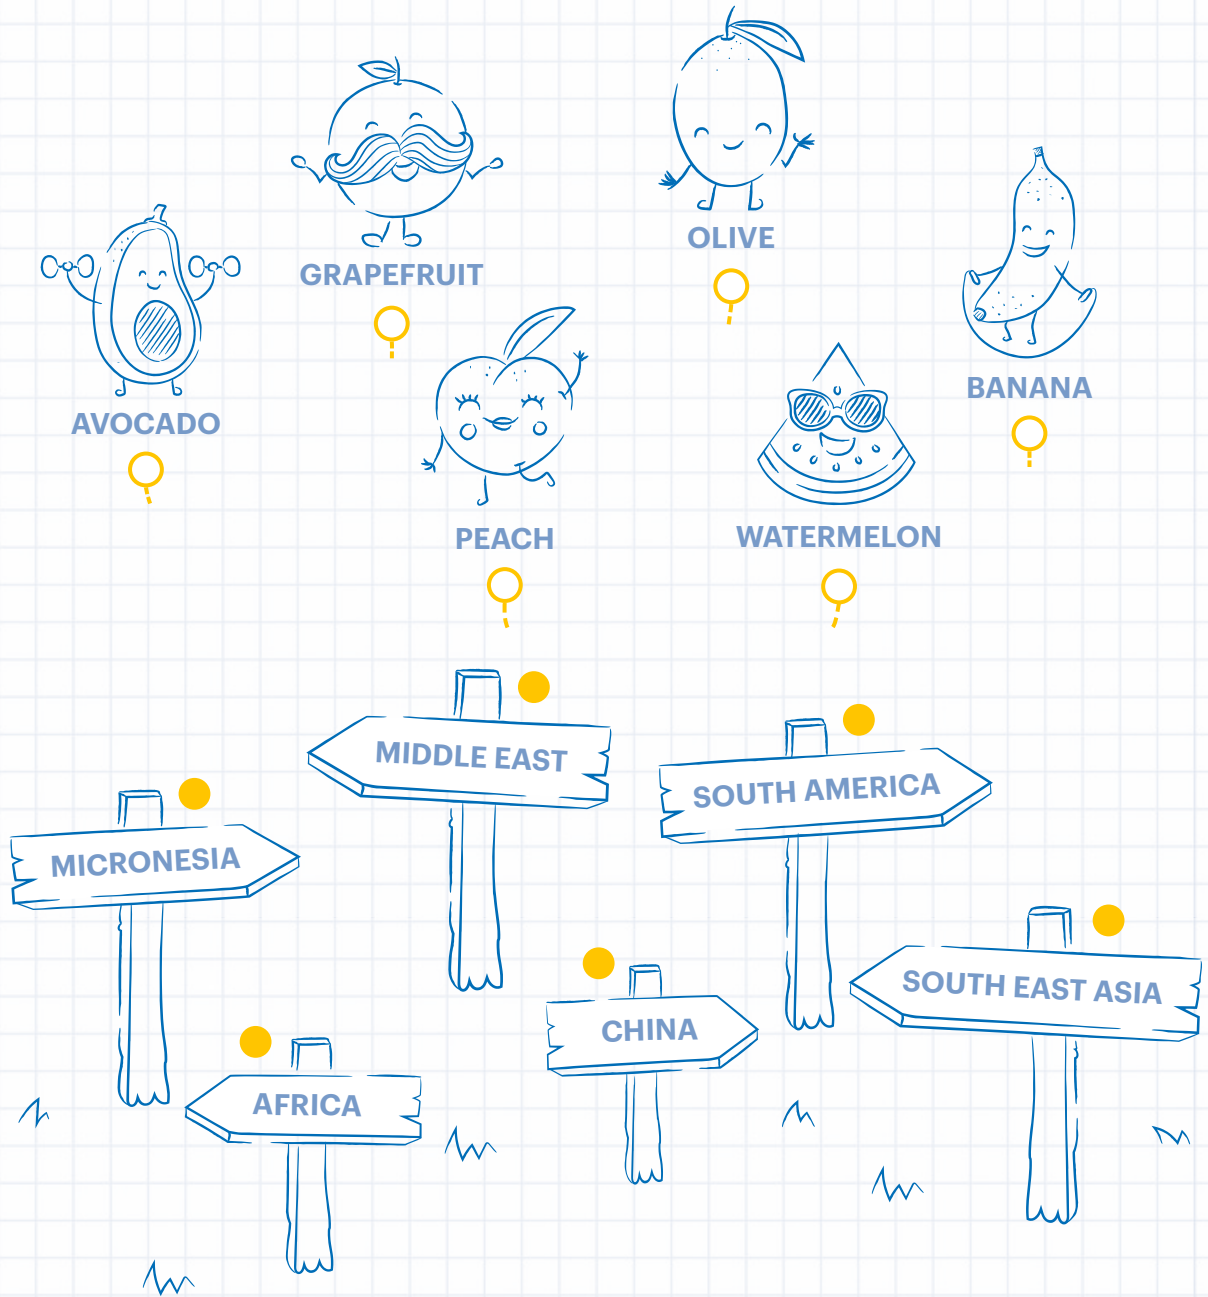 OLIVE
GRAPEFRUIT
BANANA
AVOCADO
PEACH
WATERMELON
MIDDLE EAST
SOUTH AMERICA
MICRONESIA
SOUTH EAST ASIA
CHINA
AFRICA